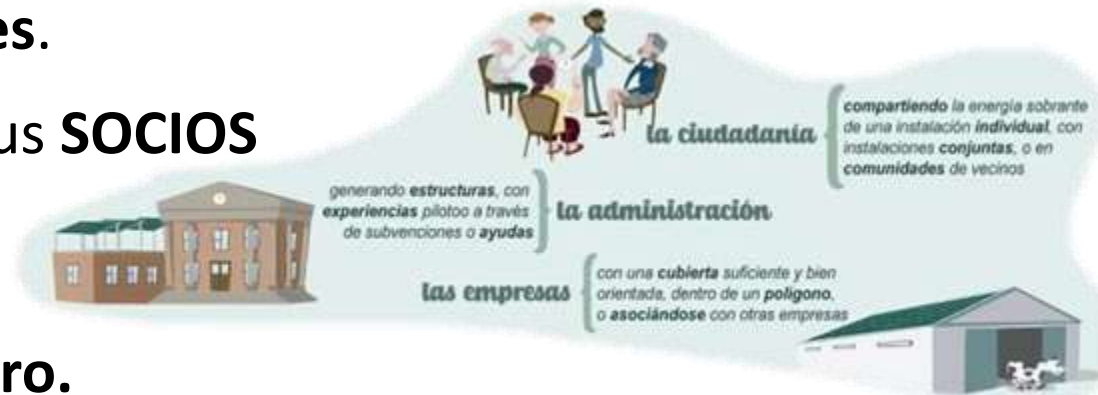 es.
us SOCIOS
ro.
la ciudadanía
compartiendo la energía sobrante
de una instalación individual, con
instalaciones conjuntas, o en
comunidades de vecinos
generando estructuras, con
experiencias pilotoo a través
de subvenciones o ayudas
la administración
las empresas
con una cubierta suficiente y bien
orientada, dentro de un polígono,
o asociándose con otras empresas